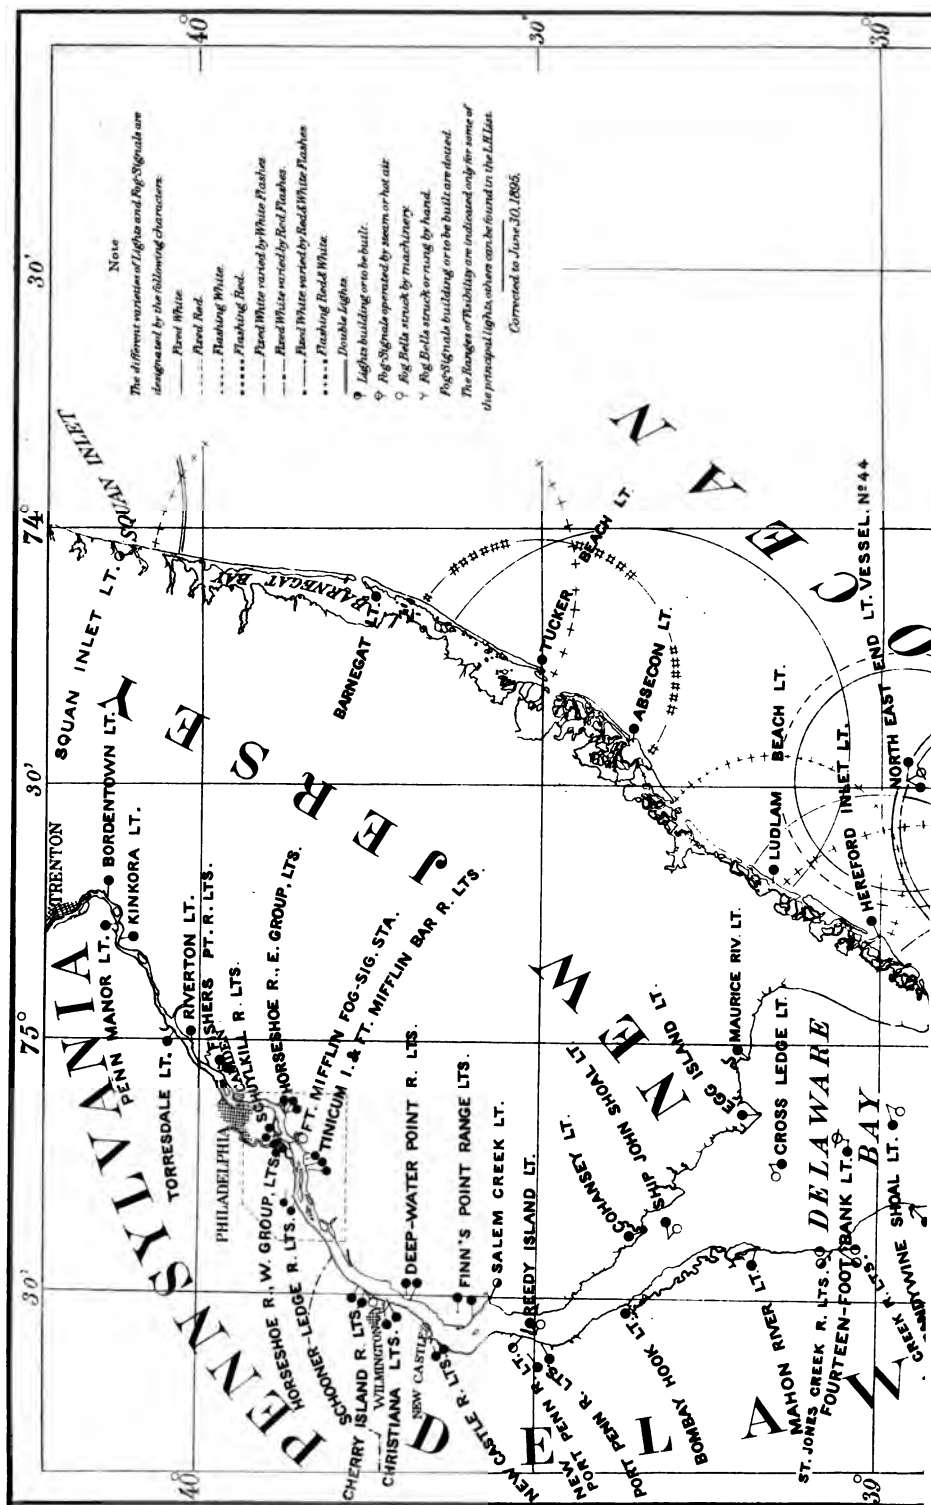 Note
The different varieties of Lights and Fog-Signals are
designated by the following characters
Fixed White.
Fixed Red.
Flashing White.
Flashing Red.
Fixed White varied by White Flashes
Fixed White varied by Red Flashes.
Fixed White varied by Red & White Flashes
Flashing Red & White.
Double Lights.
Lights building or to be built.
Fog-Signals operated by steam or hot air.
Fog Bells struck by machinery.
Fog Bells struck or rung by hand.
Fog-Signals building or to be built are dotted.
The Ranges of Visibility are indicated only for some of
the principal lights, others can be found in the L.H. List.
Corrected to June 30, 1895.
40°
30'
39°
30'
74°
30'
75°
30'
40°
39°
SQUAN INLET
SQUAN INLET
SQUAN INLET LT.
BARNEGAT BAY
BARNEGAT
BARNEGAT LT.
TUCKER BEACH LT.
ABSECON LT.
LUDLAM BEACH LT.
HEREFORD INLET LT.
NORTH EAST END LT. VESSEL. Nº 44
OCEAN
NEW JERSEY
TRENTON
BORDENTOWN LT.
KINKORA LT.
PENN MANOR LT.
RIVERTON LT.
TORRESDALE LT.
FISHERS PT. R. LTS.
CAMDEN
PHILADELPHIA
SCHUYLKILL R. LTS.
HORSESHOE R., E. GROUP, LTS.
FT. MIFFLIN FOG-SIG. STA.
TINICUM I. & FT. MIFFLIN BAR R. LTS.
HORSESHOE R., W. GROUP, LTS.
SCHOONER-LEDGE R. LTS.
CHERRY ISLAND R. LTS.
WILMINGTON
CHRISTIANA LTS.
DEEP-WATER POINT R. LTS.
FINN'S POINT RANGE LTS.
NEW CASTLE
NEW CASTLE R. LTS.
SALEM CREEK LT.
REEDY ISLAND LT.
NEW PENN R. LT.
PORT PENN R. LTS
COHANSEY LT.
SHIP JOHN SHOAL LT.
EGG ISLAND LT.
MAURICE RIV. LT.
CROSS LEDGE LT.
BOMBAY HOOK LT.
MAHON RIVER LT.
ST. JONES CREEK R. LTS.
FOURTEEN-FOOT BANK LT.
DELAWARE BAY
CREEK R. LTS.
BRANDYWINE SHOAL LT.
PENNSYLVANIA
DELAW